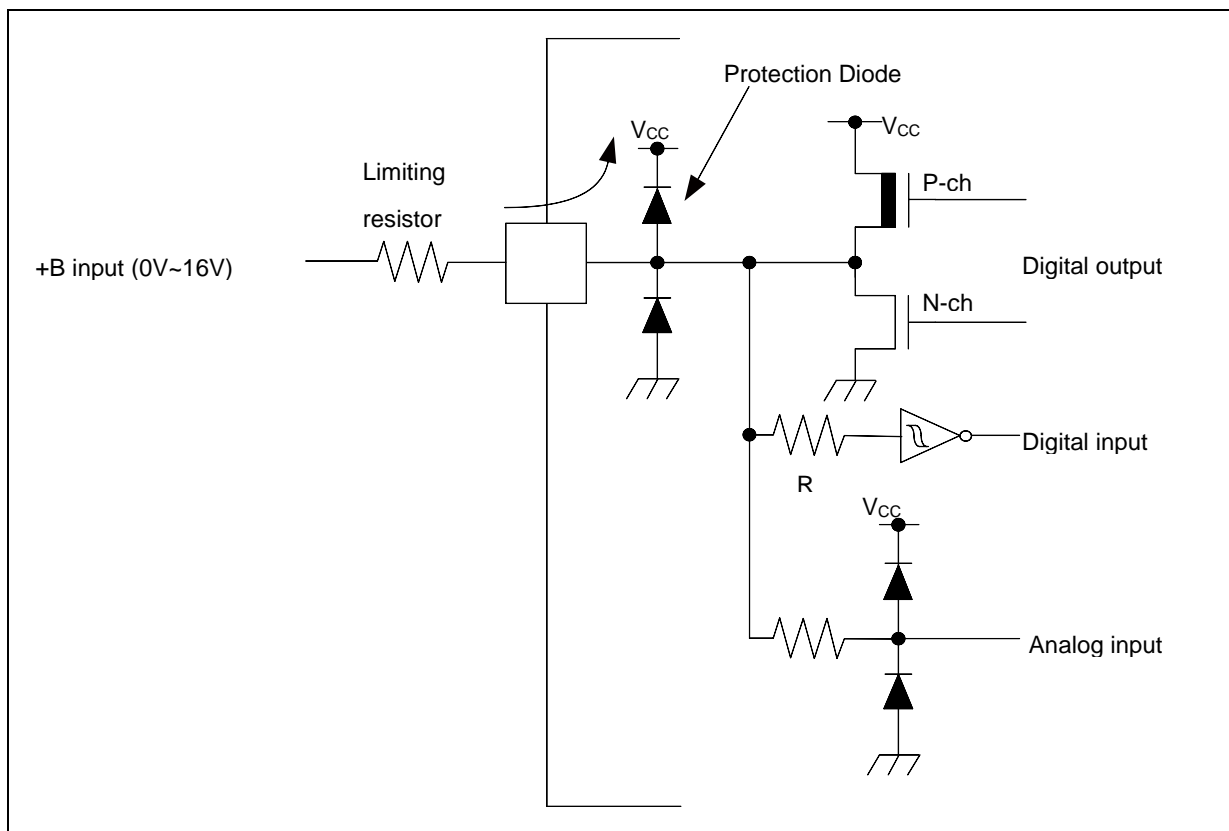 Protection Diode
VCC
VCC
Limiting
resistor
P-ch
+B input (0V~16V)
Digital output
N-ch
Digital input
R
VCC
Analog input